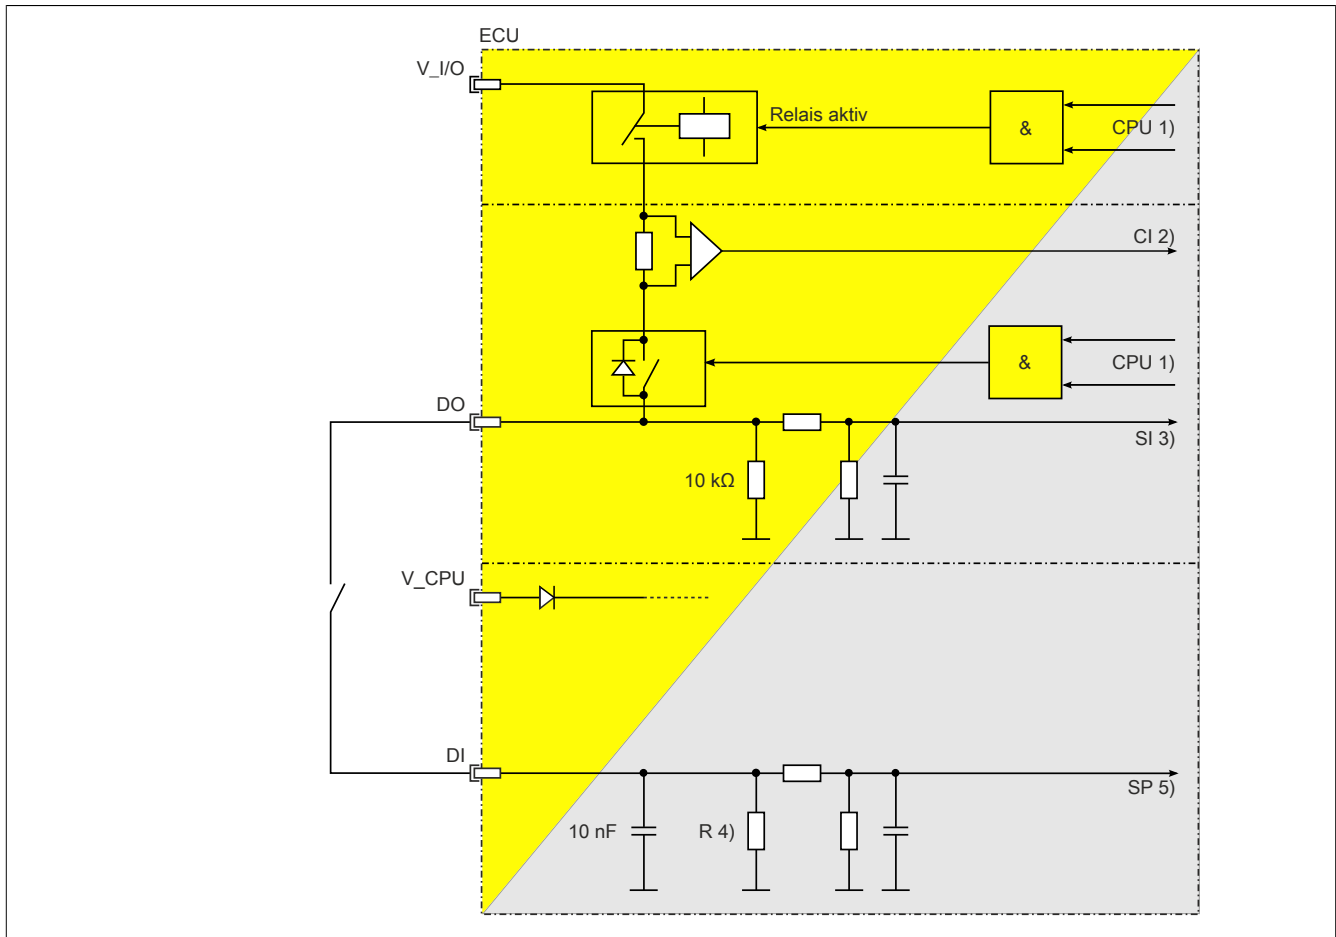 ECU
V_I/O
Relais aktiv
&
CPU 1)
CI 2)
&
CPU 1)
DO
SI 3)
10 kΩ
V_CPU
DI
SP 5)
10 nF
R 4)